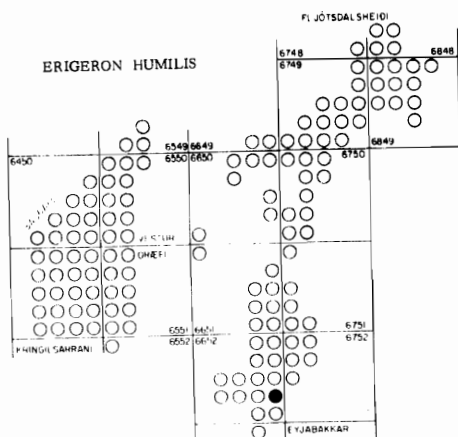 FLJÓTSDALSHEIÐI
6748 6848
6749
ERIGERON HUMILIS
6549 6649
6450 6550 6650 6750 6849
VESTUR
ÖRÆFI
6551 6651 6751
6552 6652 6752
KRINGILSÁRRANI
EYJABAKKAR